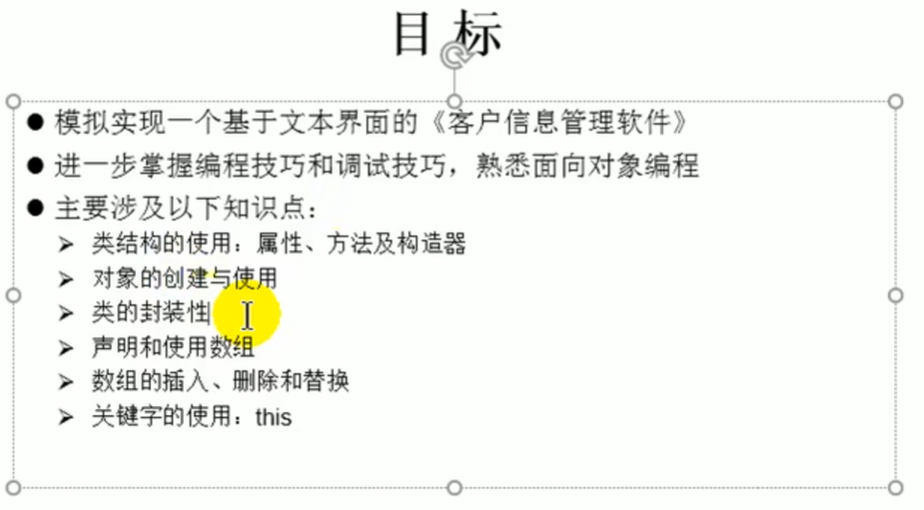 目 标
模拟实现一个基于文本界面的《客户信息管理软件》
进一步掌握编程技巧和调试技巧，熟悉面向对象编程
主要涉及以下知识点：
类结构的使用：属性、方法及构造器
对象的创建与使用
类的封装性
声明和使用数组
数组的插入、删除和替换
关键字的使用：this